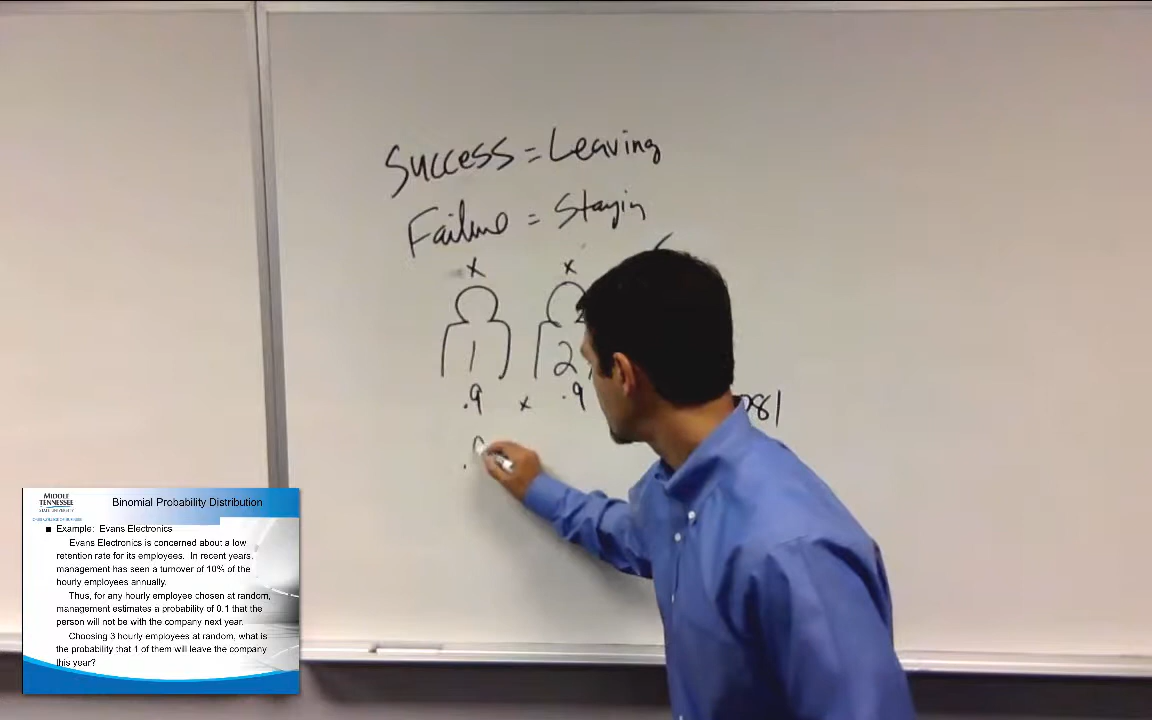 Success = Leaving
Failure = Stayin
x x
1 2
.9 x .9 081
MIDDLE
TENNESSEE
STATE UNIVERSITY
Binomial Probability Distribution
■ Example: Evans Electronics
Evans Electronics is concerned about a low
retention rate for its employees. In recent years,
management has seen a turnover of 10% of the
hourly employees annually.
Thus, for any hourly employee chosen at random,
management estimates a probability of 0.1 that the
person will not be with the company next year.
Choosing 3 hourly employees at random, what is
the probability that 1 of them will leave the company
this year?